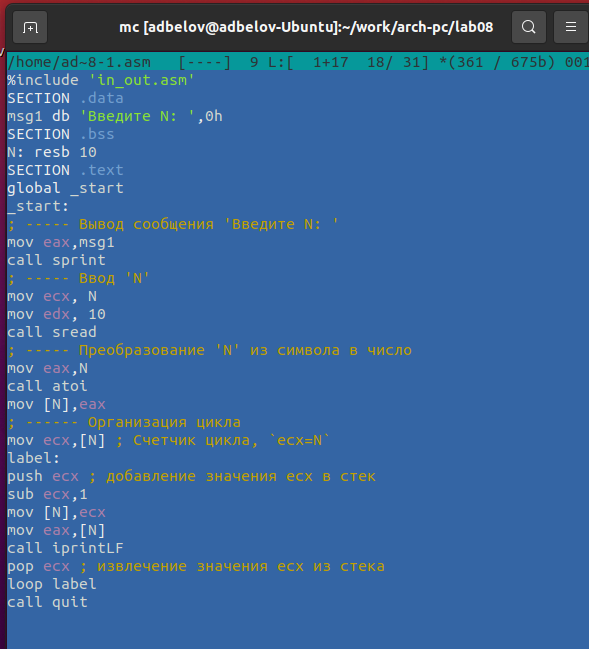 mc [adbelov@adbelov-Ubuntu]:~/work/arch-pc/lab08
/home/ad~8-1.asm   [----]  9 L:[  1+17  18/ 31] *(361 / 675b) 001
%include 'in_out.asm'
SECTION .data
msg1 db 'Введите N: ',0h
SECTION .bss
N: resb 10
SECTION .text
global _start
_start:
; ----- Вывод сообщения 'Введите N: '
mov eax,msg1
call sprint
; ----- Ввод 'N'
mov ecx, N
mov edx, 10
call sread
; ----- Преобразование 'N' из символа в число
mov eax,N
call atoi
mov [N],eax
; ------ Организация цикла
mov ecx,[N] ; Счетчик цикла, `ecx=N`
label:
push ecx ; добавление значения ecx в стек
sub ecx,1
mov [N],ecx
mov eax,[N]
call iprintLF
pop ecx ; извлечение значения ecx из стека
loop label
call quit